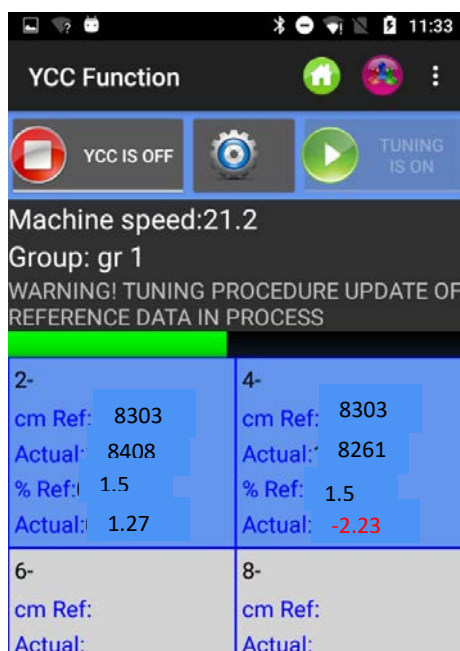 11:33
YCC Function
YCC IS OFF
TUNING
IS ON
Machine speed:21.2
Group: gr 1
WARNING! TUNING PROCEDURE UPDATE OF
REFERENCE DATA IN PROCESS
2-
cm Ref: 8303
Actual: 8408
% Ref: 1.5
Actual: 1.27
4-
cm Ref: 8303
Actual: 8261
% Ref: 1.5
Actual: -2.23
6-
cm Ref:
Actual:
8-
cm Ref:
Actual: